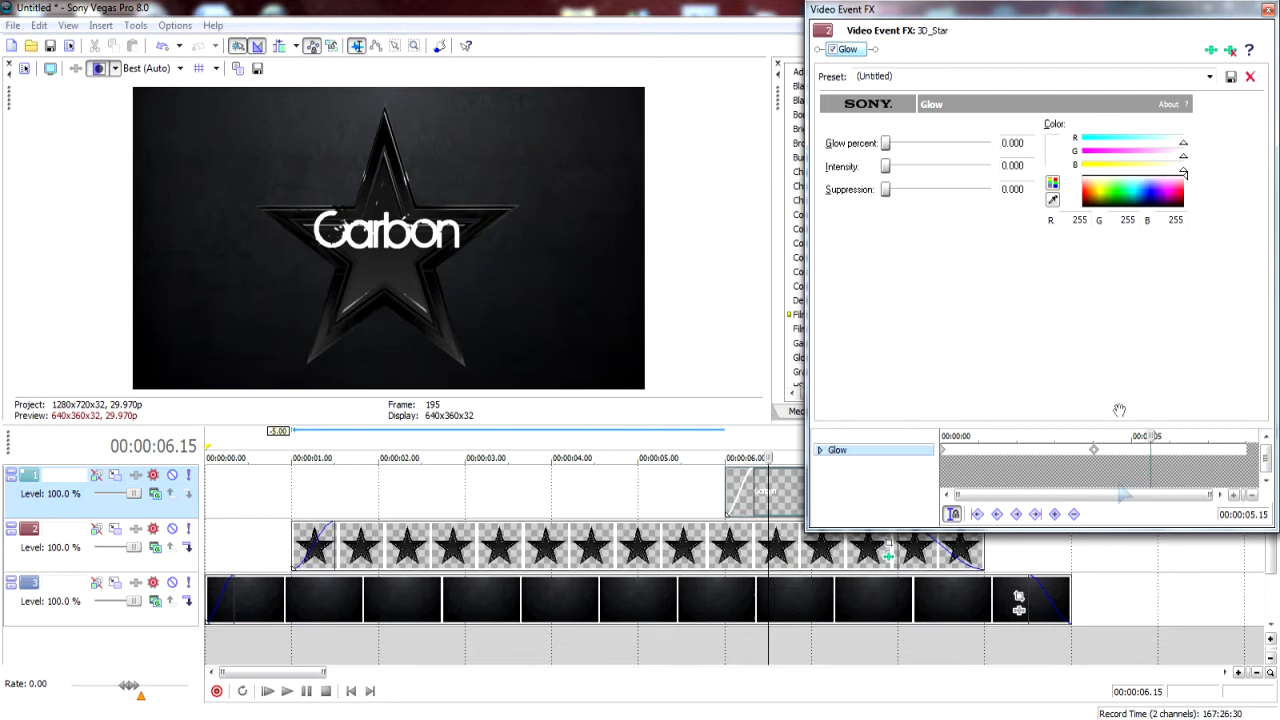 Untitled * - Sony Vegas Pro 8.0
File Edit View Insert Tools Options Help
Best (Auto)
Carbon
Project: 1280x720x32, 29.970p
Preview: 640x360x32, 29.970p
Frame: 195
Display: 640x360x32
Video Event FX
2 Video Event FX: 3D_Star
Glow
Preset: (Untitled)
SONY. Glow About ?
Glow percent: 0.000
Intensity: 0.000
Suppression: 0.000
Color:
R
G
B
R 255 G 255 B 255
00:00:00 00:00:05
Glow
00:00:05.15
-5.00
00:00:06.15
00:00:00.00 00:00:01.00 00:00:02.00 00:00:03.00 00:00:04.00 00:00:05.00 00:00:06.00
1
Level: 100.0 %
Carbon
2
Level: 100.0 %
3
Level: 100.0 %
Rate: 0.00
00:00:06.15
Record Time (2 channels): 167:26:30